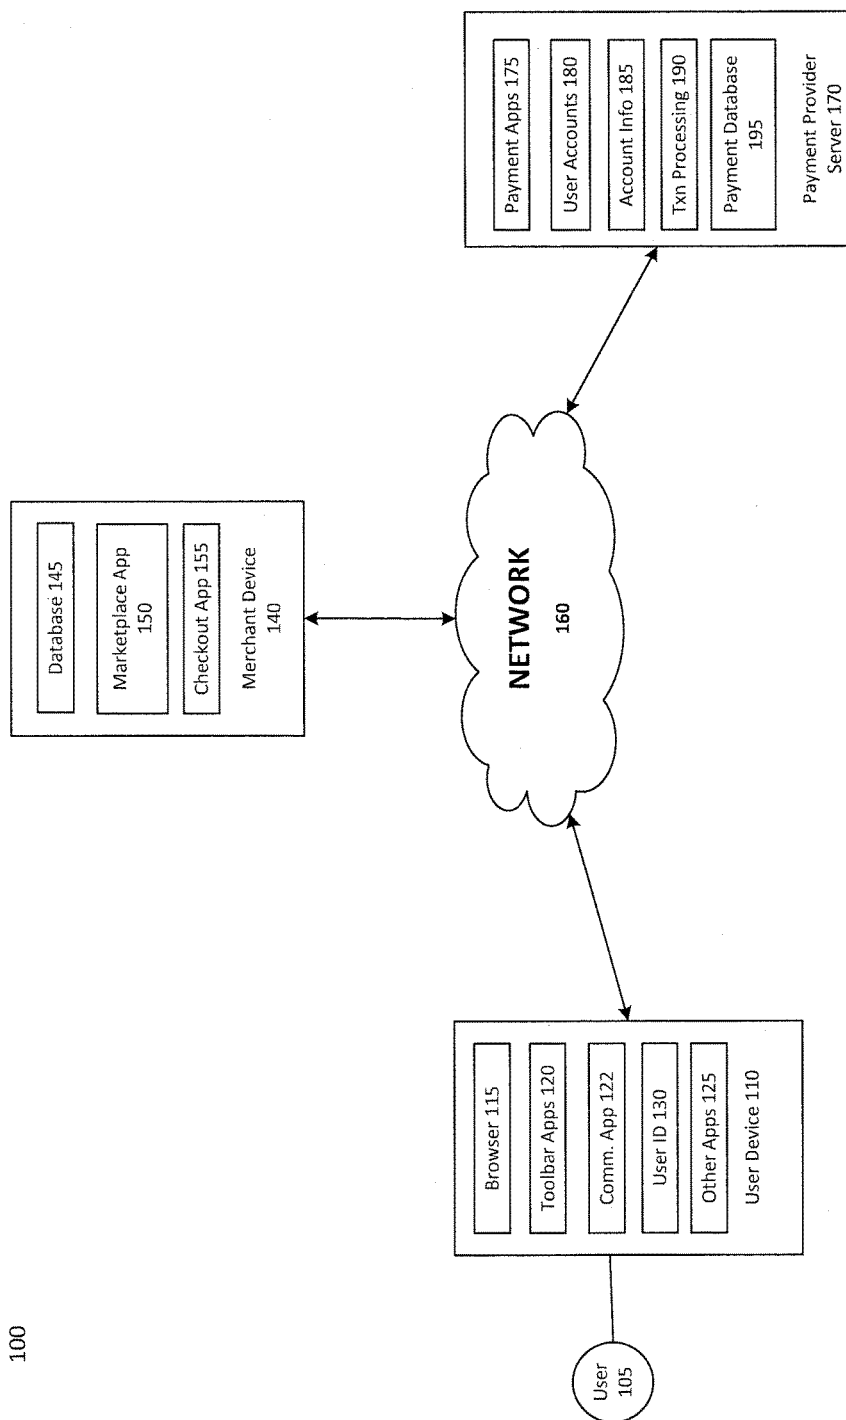 100
User
105
Browser 115
Toolbar Apps 120
Comm. App 122
User ID 130
Other Apps 125
User Device 110
Database 145
Marketplace App
150
Checkout App 155
Merchant Device
140
NETWORK
160
Payment Apps 175
User Accounts 180
Account Info 185
Txn Processing 190
Payment Database
195
Payment Provider
Server 170